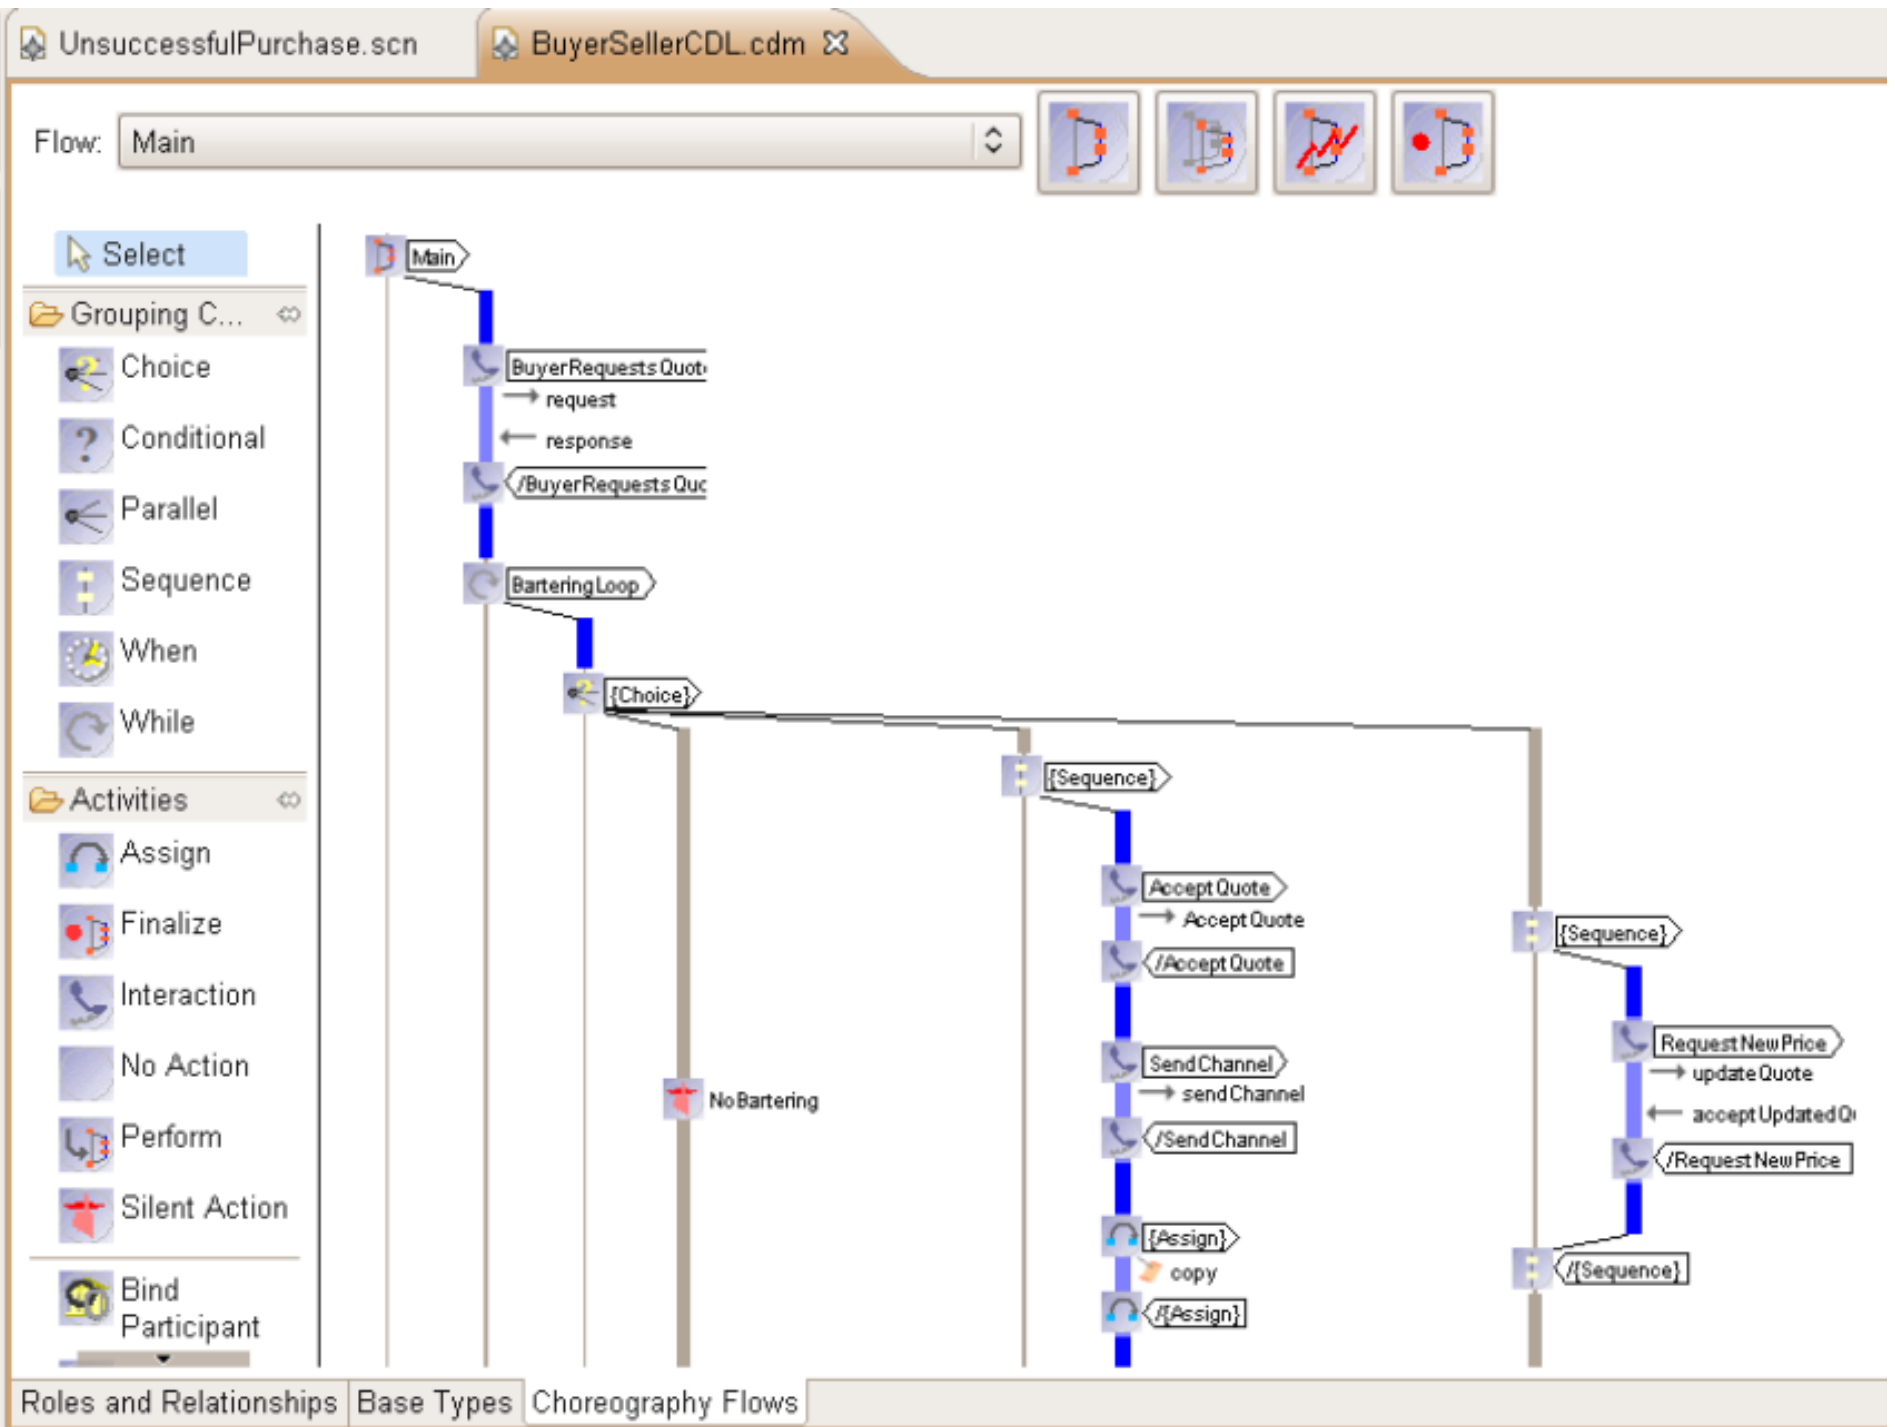 UnsuccessfulPurchase.scn
BuyerSellerCDL.cdm
Flow:
Main
Select
Grouping C...
Choice
Conditional
Parallel
Sequence
When
While
Activities
Assign
Finalize
Interaction
No Action
Perform
Silent Action
Bind
Participant
Main
BuyerRequestsQuot
request
response
/BuyerRequestsQuo
BarteringLoop
{Choice}
NoBartering
{Sequence}
AcceptQuote
AcceptQuote
/AcceptQuote
SendChannel
sendChannel
/SendChannel
{Assign}
copy
/{Assign}
{Sequence}
RequestNewPrice
updateQuote
acceptUpdatedQ
/RequestNewPrice
/{Sequence}
Roles and Relationships
Base Types
Choreography Flows